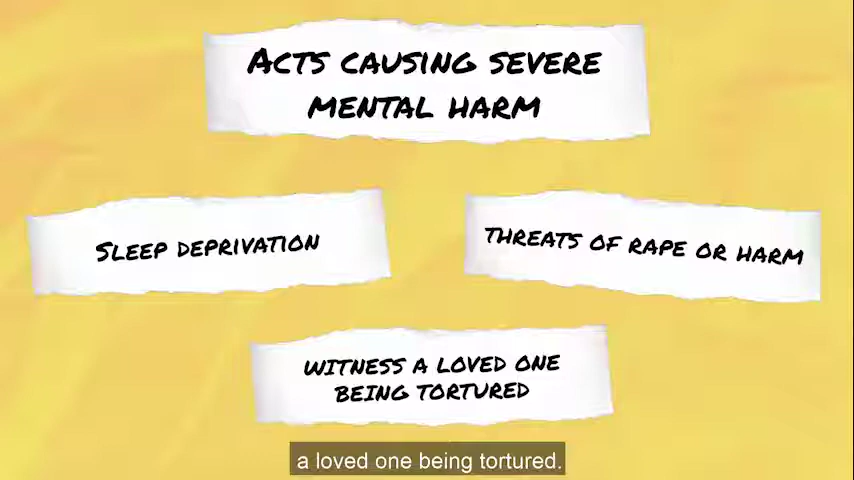 ACTS CAUSING SEVERE
MENTAL HARM
SLEEP DEPRIVATION
THREATS OF RAPE OR HARM
WITNESS A LOVED ONE
BEING TORTURED
a loved one being tortured.